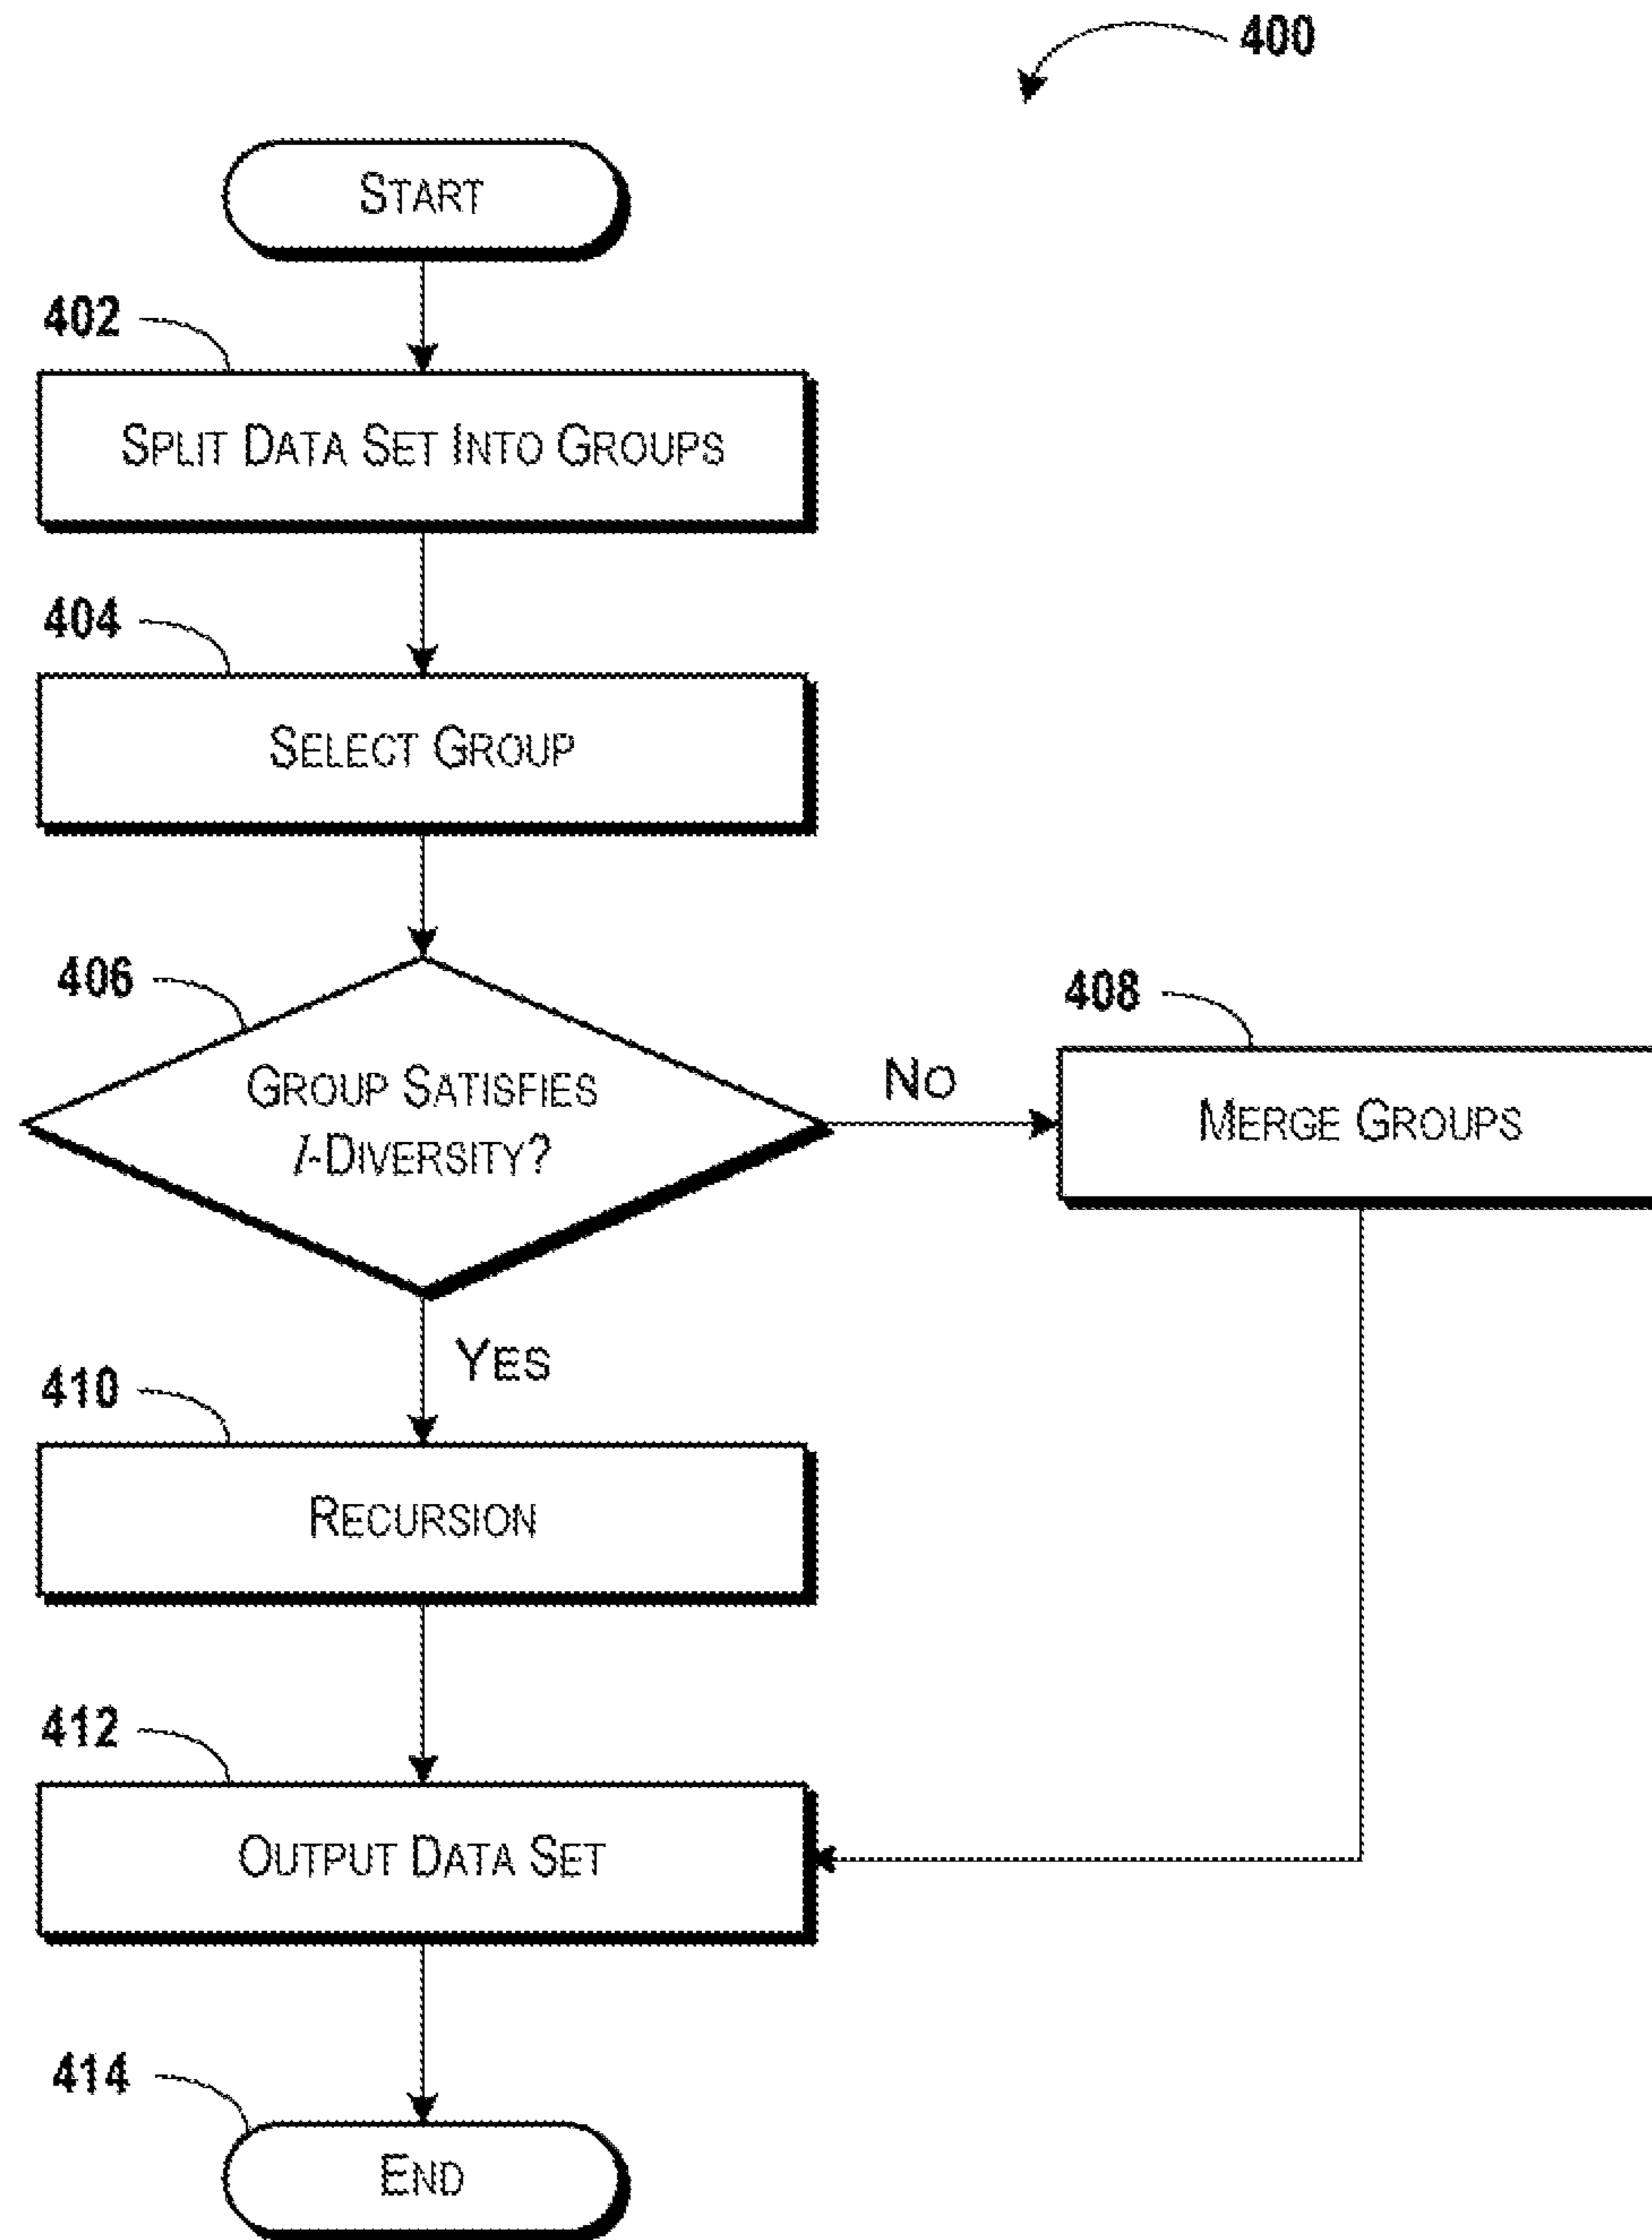 400
START
402
SPLIT DATA SET INTO GROUPS
404
SELECT GROUP
406
GROUP SATISFIES
l-DIVERSITY?
NO
408
MERGE GROUPS
YES
410
RECURSION
412
OUTPUT DATA SET
414
END